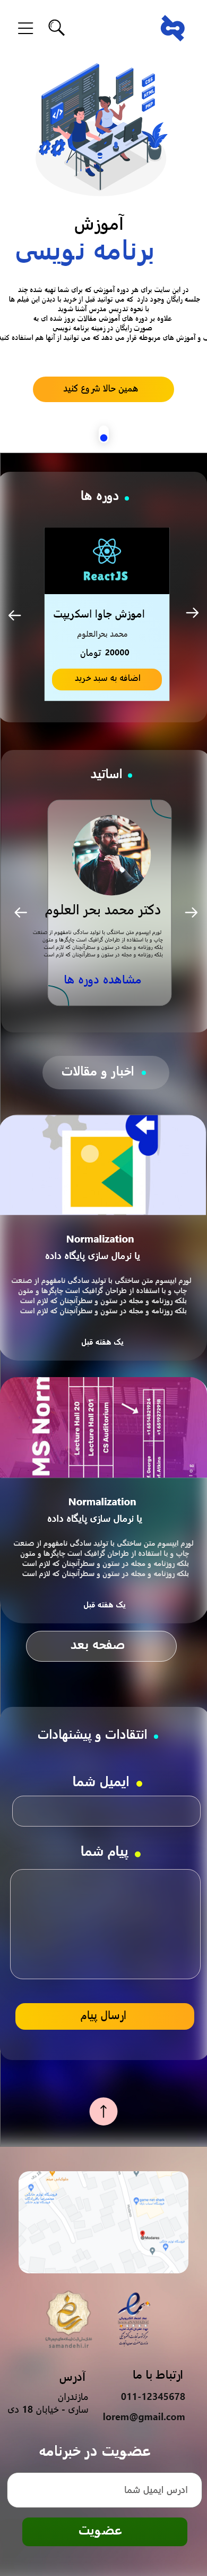 آموزش
برنامه نویسی
در این سایت برای هر دوره آموزشی که برای شما تهیه شده چند
جلسه رایگان وجود دارد که می توانید قبل از خرید با دیدن این فیلم ها
با نحوه تدریس مدرس آشنا شوید
علاوه بر دوره های آموزشی مقالات بروز شده ای به
صورت رایگان در زمینه برنامه نویسی
و آموزش های مربوطه قرار می دهد که می توانید از آنها هم استفاده کنید
همین حالا شروع کنید
دوره ها
ReactJS
اموزش جاوا اسکریپت
محمد بحرالعلوم
20000 تومان
اضافه به سبد خرید
اساتید
دکتر محمد بحر العلوم
لورم ایپسوم متن ساختگی با تولید سادگی نامفهوم از صنعت
چاپ و با استفاده از طراحان گرافیک است چاپگرها و متون
بلکه روزنامه و مجله در ستون و سطرآنچنان که لازم است
بلکه روزنامه و مجله در ستون و سطرآنچنان که لازم است
مشاهده دوره ها
اخبار و مقالات
Normalization
یا نرمال سازی پایگاه داده
لورم ایپسوم متن ساختگی با تولید سادگی نامفهوم از صنعت
چاپ و با استفاده از طراحان گرافیک است چاپگرها و متون
بلکه روزنامه و مجله در ستون و سطرآنچنان که لازم است
بلکه روزنامه و مجله در ستون و سطرآنچنان که لازم است
یک هفته قبل
MS Norm
Lecture Hall 20
Lecture Hall 201
CS Auditorium
Normalization
یا نرمال سازی پایگاه داده
لورم ایپسوم متن ساختگی با تولید سادگی نامفهوم از صنعت
چاپ و با استفاده از طراحان گرافیک است چاپگرها و متون
بلکه روزنامه و مجله در ستون و سطرآنچنان که لازم است
بلکه روزنامه و مجله در ستون و سطرآنچنان که لازم است
یک هفته قبل
صفحه بعد
انتقادات و پیشنهادات
ایمیل شما
پیام شما
ارسال پیام
samandehi.ir
ارتباط با ما
011-12345678
lorem@gmail.com
آدرس
مازندران
ساری - خیابان 18 دی
عضویت در خبرنامه
ادرس ایمیل شما
عضویت